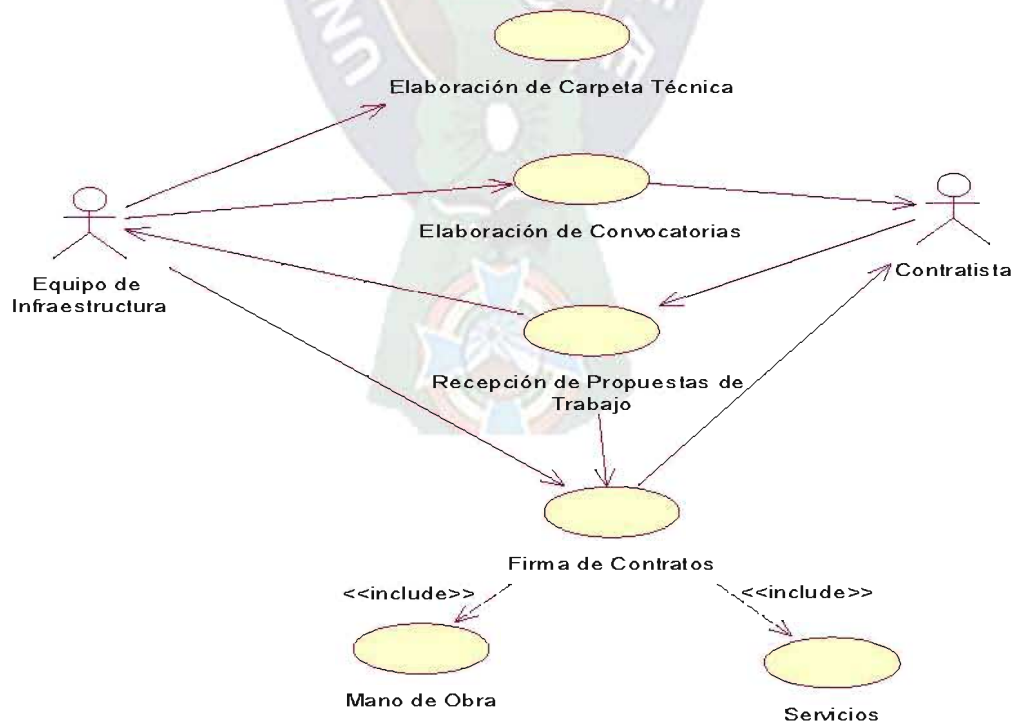 UN
Elaboración de Carpeta Técnica
Elaboración de Convocatorias
Equipo de
Infraestructura
Contratista
Recepción de Propuestas de
Trabajo
Firma de Contratos
<<include>>
<<include>>
Mano de Obra
Servicios